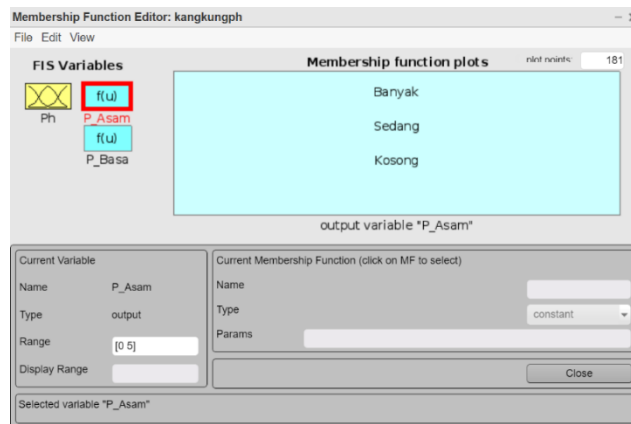 Membership Function Editor: kangkungph
File Edit View
FIS Variables
f(u)
Ph
P_Asam
f(u)
P_Basa
Membership function plots
plot points:
181
Banyak
Sedang
Kosong
output variable "P_Asam"
Current Variable
Name P_Asam
Type output
Range [0 5]
Display Range
Current Membership Function (click on MF to select)
Name
Type constant
Params
Close
Selected variable "P_Asam"